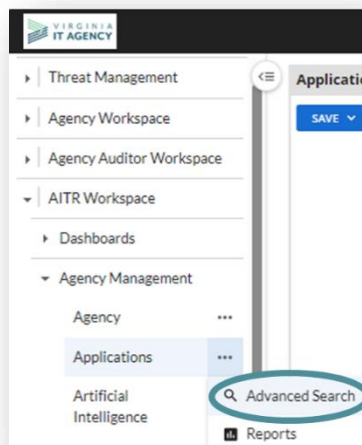 VIRGINIA
IT AGENCY
Threat Management
Agency Workspace
Agency Auditor Workspace
AITR Workspace
Dashboards
Agency Management
Agency
Applications
Artificial
Intelligence
Applicatio
SAVE
Advanced Search
Reports